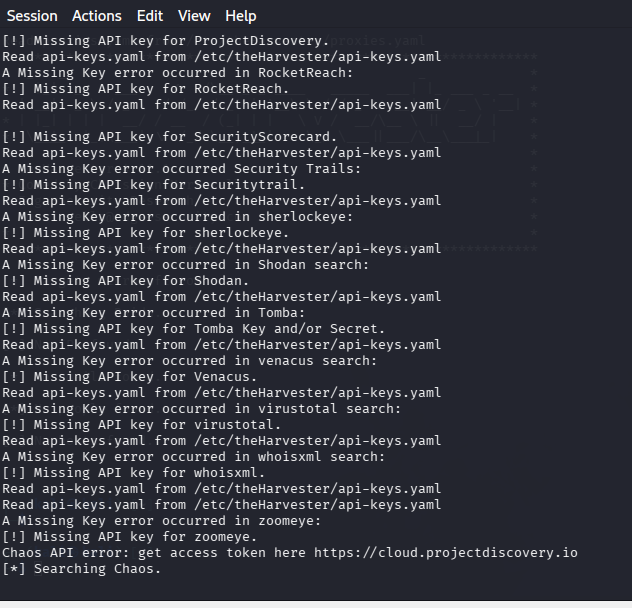 Session Actions Edit View Help
[!] Missing API key for ProjectDiscovery.
Read api-keys.yaml from /etc/theHarvester/api-keys.yaml
A Missing Key error occurred in RocketReach:
[!] Missing API key for RocketReach.
Read api-keys.yaml from /etc/theHarvester/api-keys.yaml
[!] Missing API key for SecurityScorecard.
Read api-keys.yaml from /etc/theHarvester/api-keys.yaml
A Missing Key error occurred Security Trails:
[!] Missing API key for Securitytrail.
Read api-keys.yaml from /etc/theHarvester/api-keys.yaml
A Missing Key error occurred in sherlockeye:
[!] Missing API key for sherlockeye.
Read api-keys.yaml from /etc/theHarvester/api-keys.yaml
A Missing Key error occurred in Shodan search:
[!] Missing API key for Shodan.
Read api-keys.yaml from /etc/theHarvester/api-keys.yaml
A Missing Key error occurred in Tomba:
[!] Missing API key for Tomba Key and/or Secret.
Read api-keys.yaml from /etc/theHarvester/api-keys.yaml
A Missing Key error occurred in venacus search:
[!] Missing API key for Venacus.
Read api-keys.yaml from /etc/theHarvester/api-keys.yaml
A Missing Key error occurred in virustotal search:
[!] Missing API key for virustotal.
Read api-keys.yaml from /etc/theHarvester/api-keys.yaml
A Missing Key error occurred in whoisxml search:
[!] Missing API key for whoisxml.
Read api-keys.yaml from /etc/theHarvester/api-keys.yaml
Read api-keys.yaml from /etc/theHarvester/api-keys.yaml
A Missing Key error occurred in zoomeye:
[!] Missing API key for zoomeye.
Chaos API error: get access token here https://cloud.projectdiscovery.io
[*] Searching Chaos.